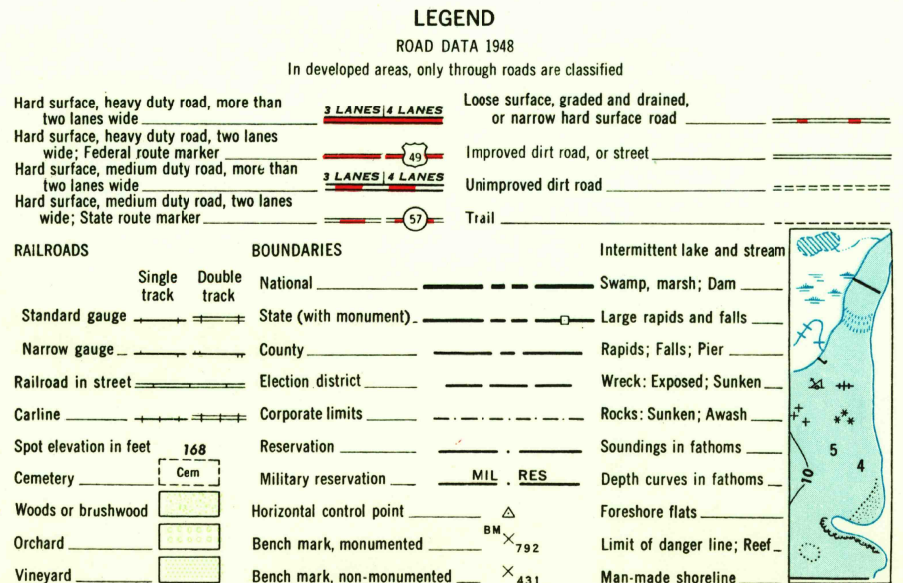 LEGEND
ROAD DATA 1948
In developed areas, only through roads are classified
Hard surface, heavy duty road, more than
two lanes wide
3 LANES 4 LANES
Hard surface, heavy duty road, two lanes
wide; Federal route marker
49
Hard surface, medium duty road, more than
two lanes wide
3 LANES 4 LANES
Hard surface, medium duty road, two lanes
wide; State route marker
57
Loose surface, graded and drained,
or narrow hard surface road
Improved dirt road, or street
Unimproved dirt road
Trail
RAILROADS
Single track
Double track
Standard gauge
Narrow gauge
Railroad in street
Carline
Spot elevation in feet 168
Cemetery Cem
Woods or brushwood
Orchard
Vineyard
BOUNDARIES
National
State (with monument)
County
Election district
Corporate limits
Reservation
Military reservation MIL. RES
Horizontal control point
Bench mark, monumented BM 792
Bench mark, non-monumented 431
Intermittent lake and stream
Swamp, marsh; Dam
Large rapids and falls
Rapids; Falls; Pier
Wreck: Exposed; Sunken
Rocks: Sunken; Awash
Soundings in fathoms 5 4
Depth curves in fathoms 10
Foreshore flats
Limit of danger line; Reef
Man-made shoreline